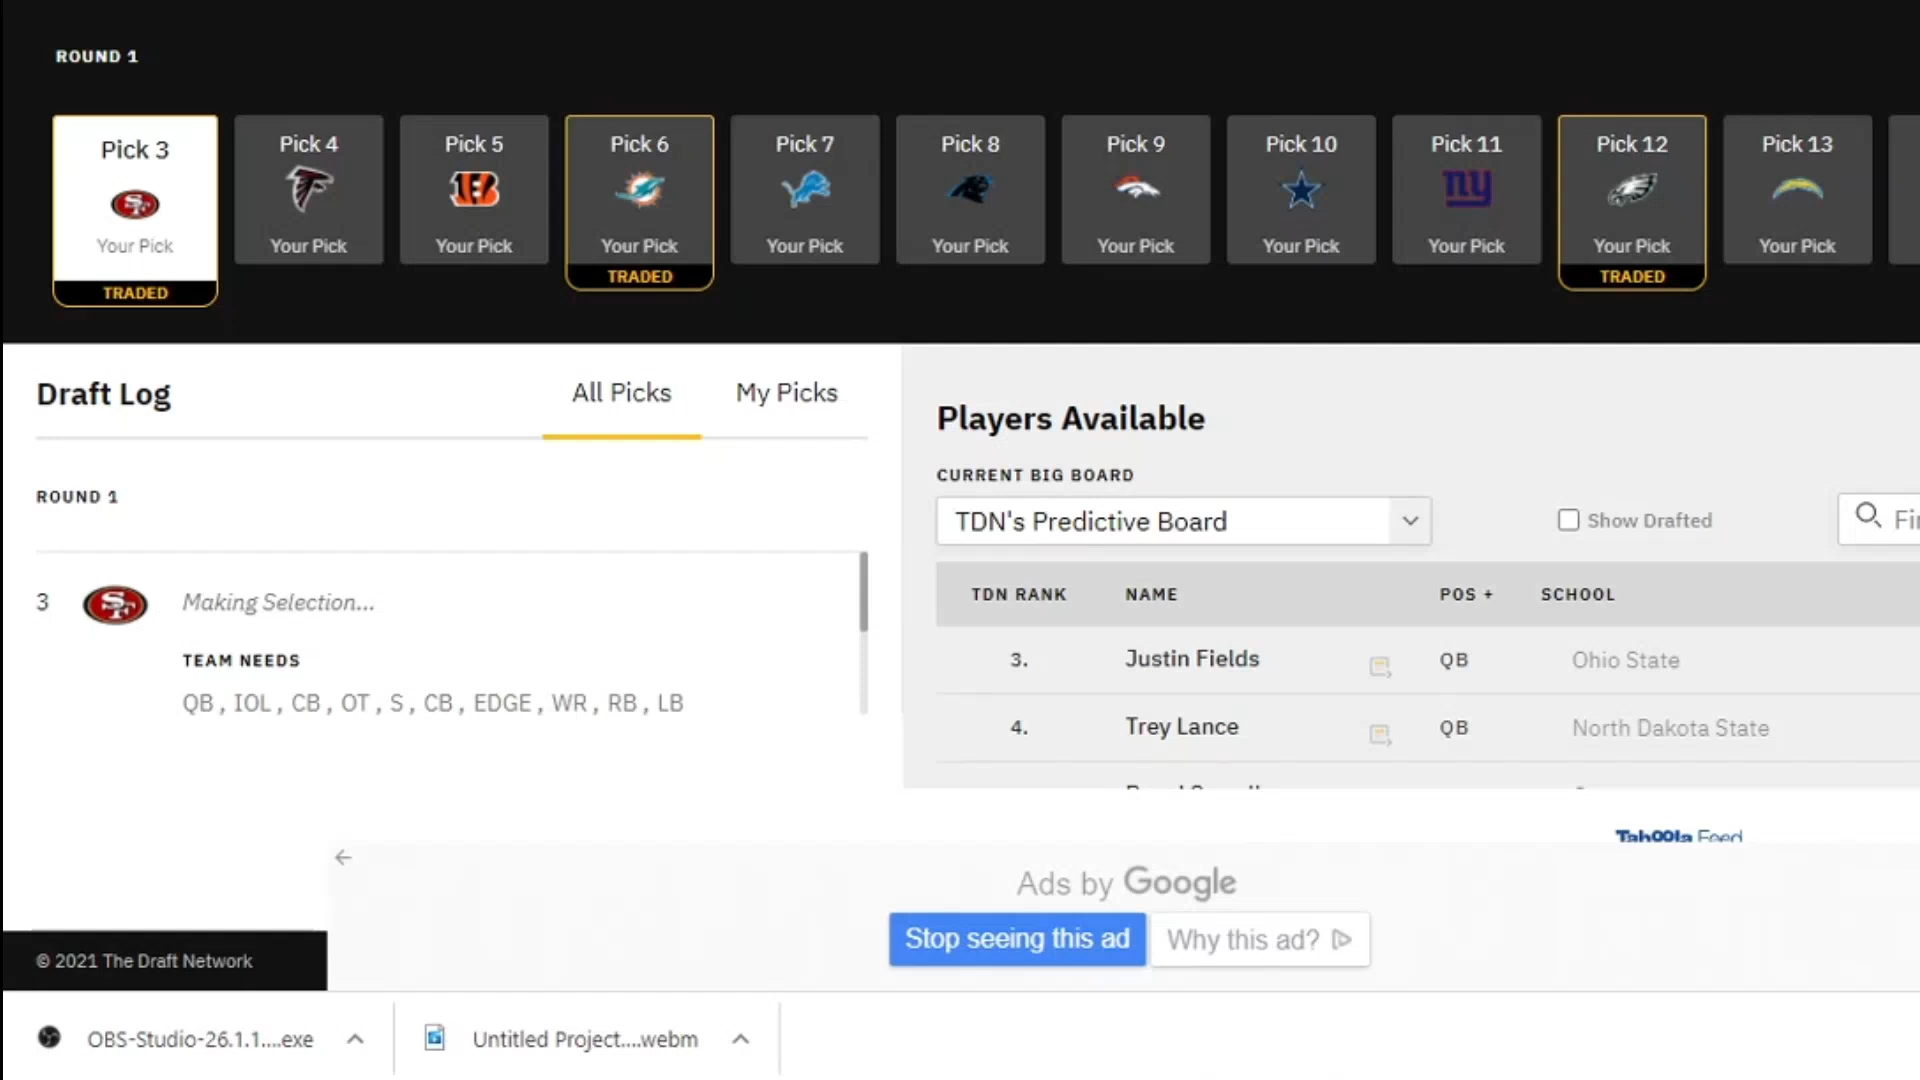 ROUND 1
Pick 3
Your Pick
TRADED
Pick 4
Your Pick
Pick 5
Your Pick
Pick 6
Your Pick
TRADED
Pick 7
Your Pick
Pick 8
Your Pick
Pick 9
Your Pick
Pick 10
Your Pick
Pick 11
ny
Your Pick
Pick 12
Your Pick
TRADED
Pick 13
Your Pick
Draft Log
All Picks
My Picks
ROUND 1
3
SF
Making Selection...
TEAM NEEDS
QB , IOL , CB , OT , S , CB , EDGE , WR , RB , LB
Players Available
CURRENT BIG BOARD
TDN's Predictive Board
Show Drafted
TDN RANK NAME POS + SCHOOL
3. Justin Fields QB Ohio State
4. Trey Lance QB North Dakota State
Taboola Feed
Ads by Google
Stop seeing this ad
Why this ad?
© 2021 The Draft Network
OBS-Studio-26.1.1....exe
Untitled Project....webm